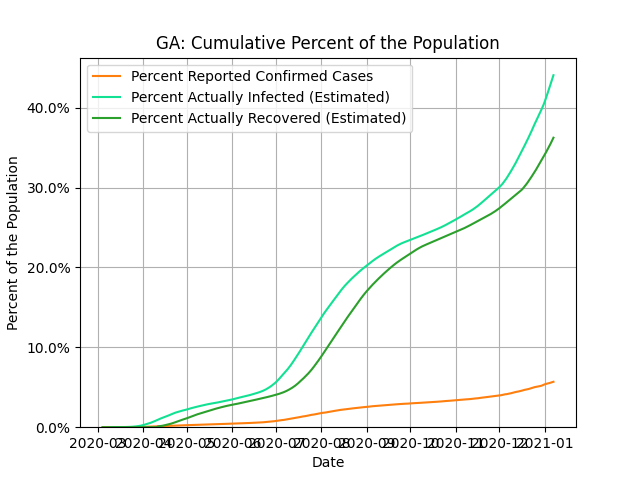 GA: Cumulative Percent of the Population
Percent Reported Confirmed Cases
Percent Actually Infected (Estimated)
Percent Actually Recovered (Estimated)
Percent of the Population
40.0%
30.0%
20.0%
10.0%
0.0%
2020-03 2020-04 2020-05 2020-06 2020-07 2020-08 2020-09 2020-10 2020-11 2020-12 2021-01
Date